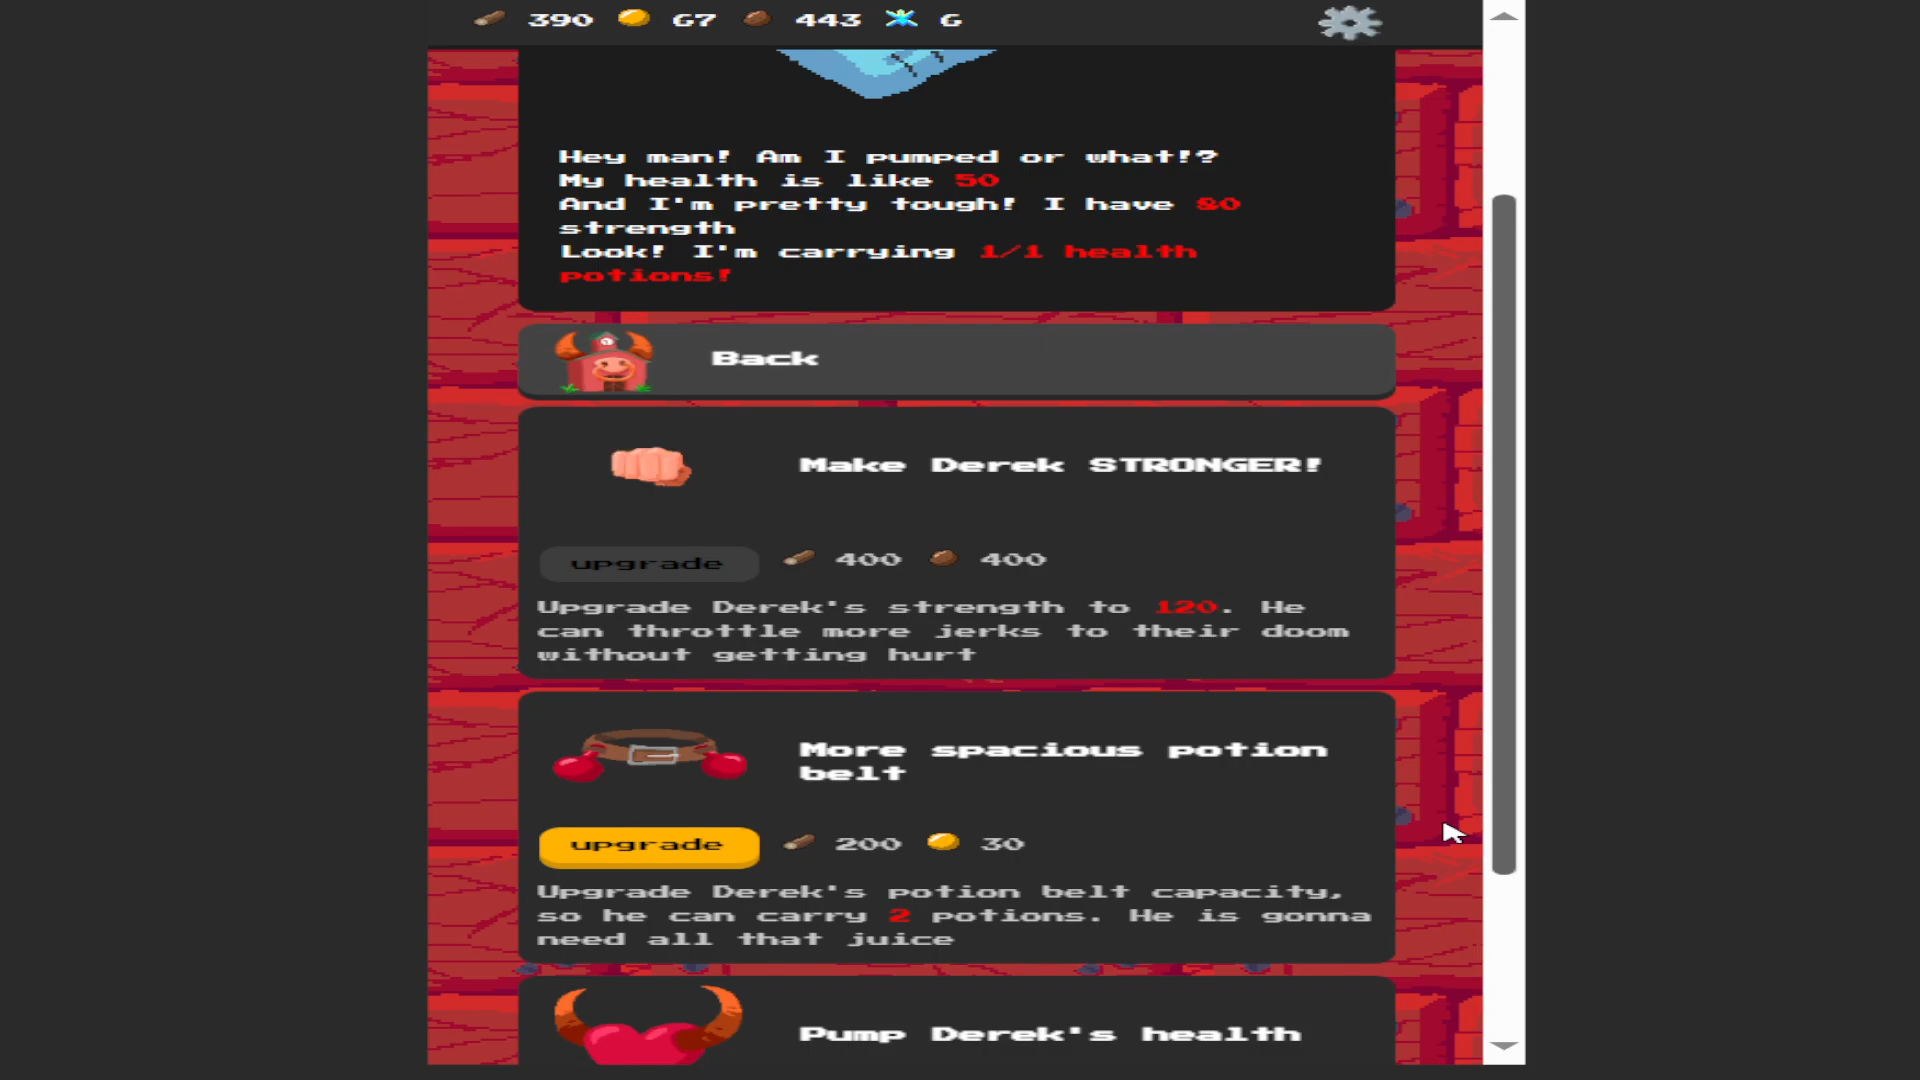 390 67 443 6
Hey man! Am I pumped or what!?
My health is like 50
And I'm pretty tough! I have 80
strength
Look! I'm carrying 1/1 health
potions!
Back
Make Derek STRONGER!
upgrade 400 400
Upgrade Derek's strength to 120. He
can throttle more jerks to their doom
without getting hurt
More spacious potion
belt
upgrade 200 30
Upgrade Derek's potion belt capacity,
so he can carry 2 potions. He is gonna
need all that juice
Pump Derek's health